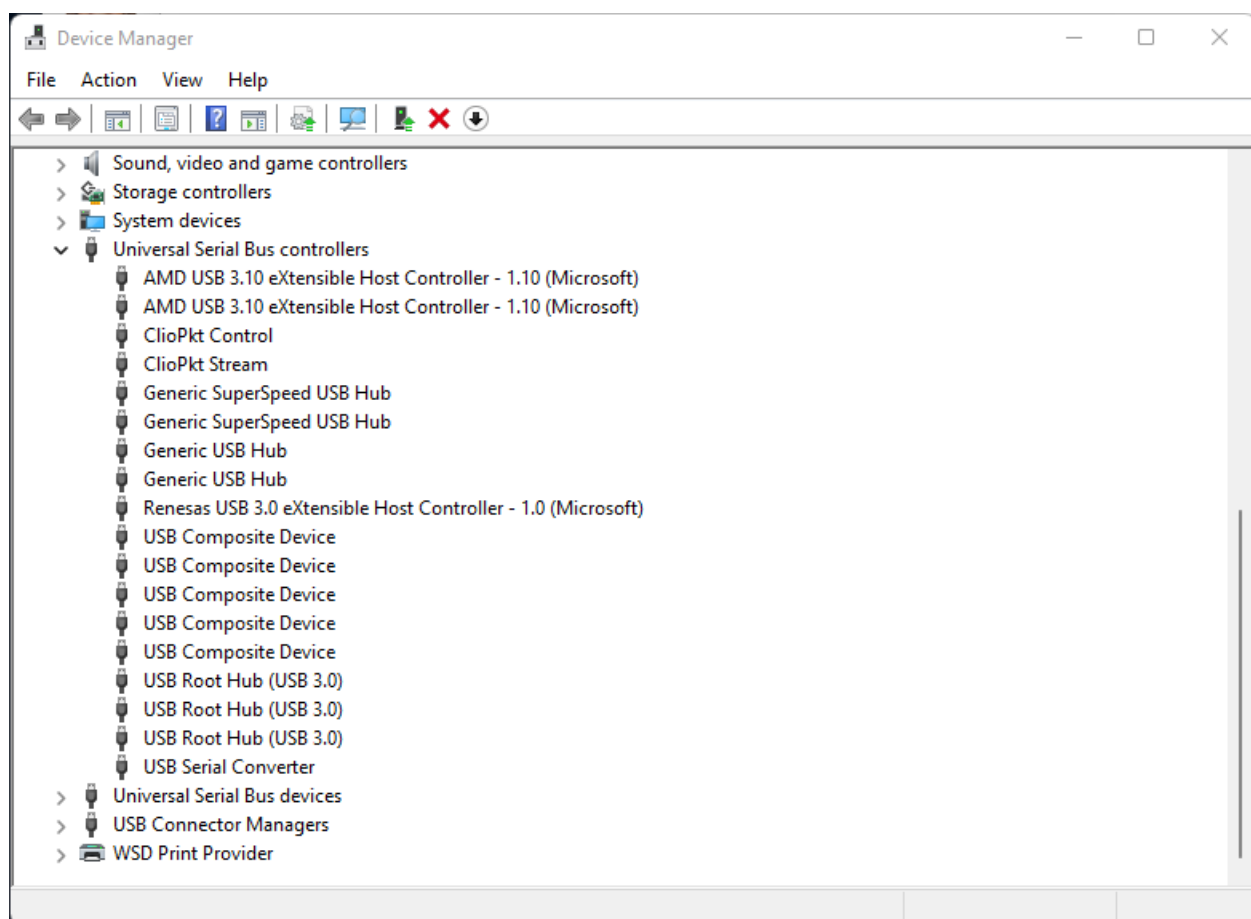 Device Manager
File Action View Help
Sound, video and game controllers
Storage controllers
System devices
Universal Serial Bus controllers
AMD USB 3.10 eXtensible Host Controller - 1.10 (Microsoft)
AMD USB 3.10 eXtensible Host Controller - 1.10 (Microsoft)
ClioPkt Control
ClioPkt Stream
Generic SuperSpeed USB Hub
Generic SuperSpeed USB Hub
Generic USB Hub
Generic USB Hub
Renesas USB 3.0 eXtensible Host Controller - 1.0 (Microsoft)
USB Composite Device
USB Composite Device
USB Composite Device
USB Composite Device
USB Composite Device
USB Root Hub (USB 3.0)
USB Root Hub (USB 3.0)
USB Root Hub (USB 3.0)
USB Serial Converter
Universal Serial Bus devices
USB Connector Managers
WSD Print Provider